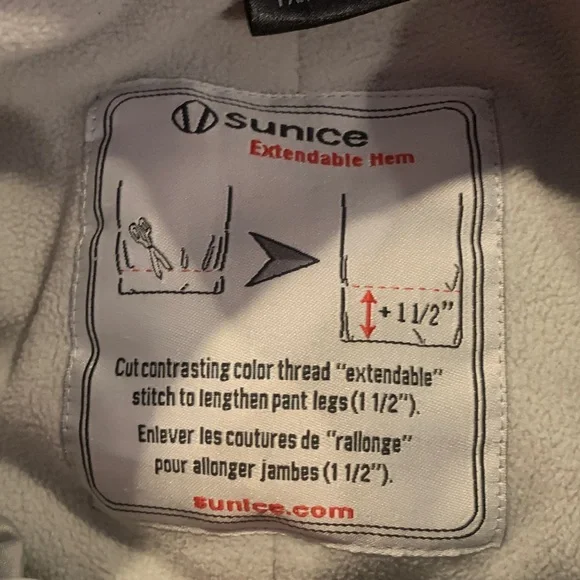 sunice
Extendable Hem
+ 1 1/2"
Cut contrasting color thread "extendable"
stitch to lengthen pant legs (1 1/2").
Enlever les coutures de "rallonge"
pour allonger jambes (1 1/2").
sunice.com